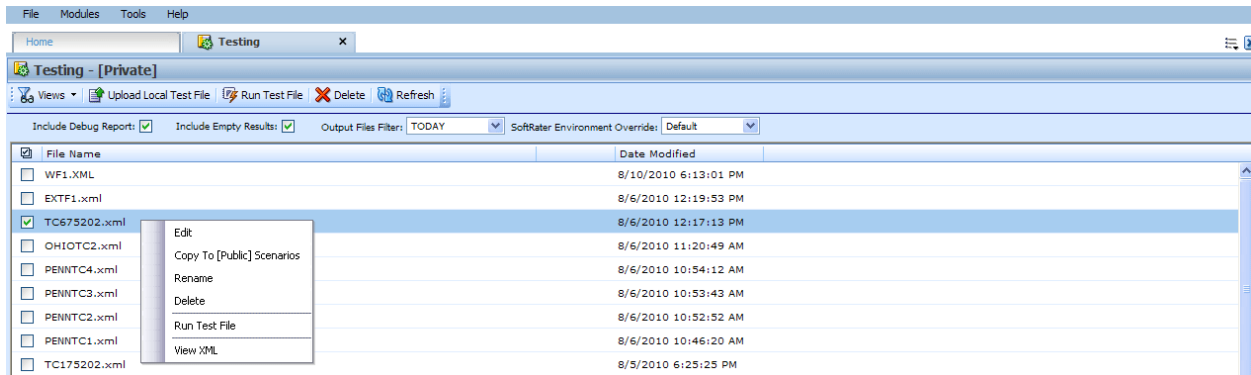 File Modules Tools Help
Home Testing x
Testing - [Private]
Views Upload Local Test File Run Test File Delete Refresh
Include Debug Report: Include Empty Results: Output Files Filter: TODAY SoftRater Environment Override: Default
File Name Date Modified
WF1.XML 8/10/2010 6:13:01 PM
EXTF1.xml 8/6/2010 12:19:53 PM
TC675202.xml 8/6/2010 12:17:13 PM
Edit
OHIOTC2.xml 8/6/2010 11:20:49 AM
Copy To [Public] Scenarios
PENNTC4.xml 8/6/2010 10:54:12 AM
Rename
PENNTC3.xml 8/6/2010 10:53:43 AM
Delete
PENNTC2.xml 8/6/2010 10:52:52 AM
Run Test File
PENNTC1.xml 8/6/2010 10:46:20 AM
View XML
TC175202.xml 8/5/2010 6:25:25 PM